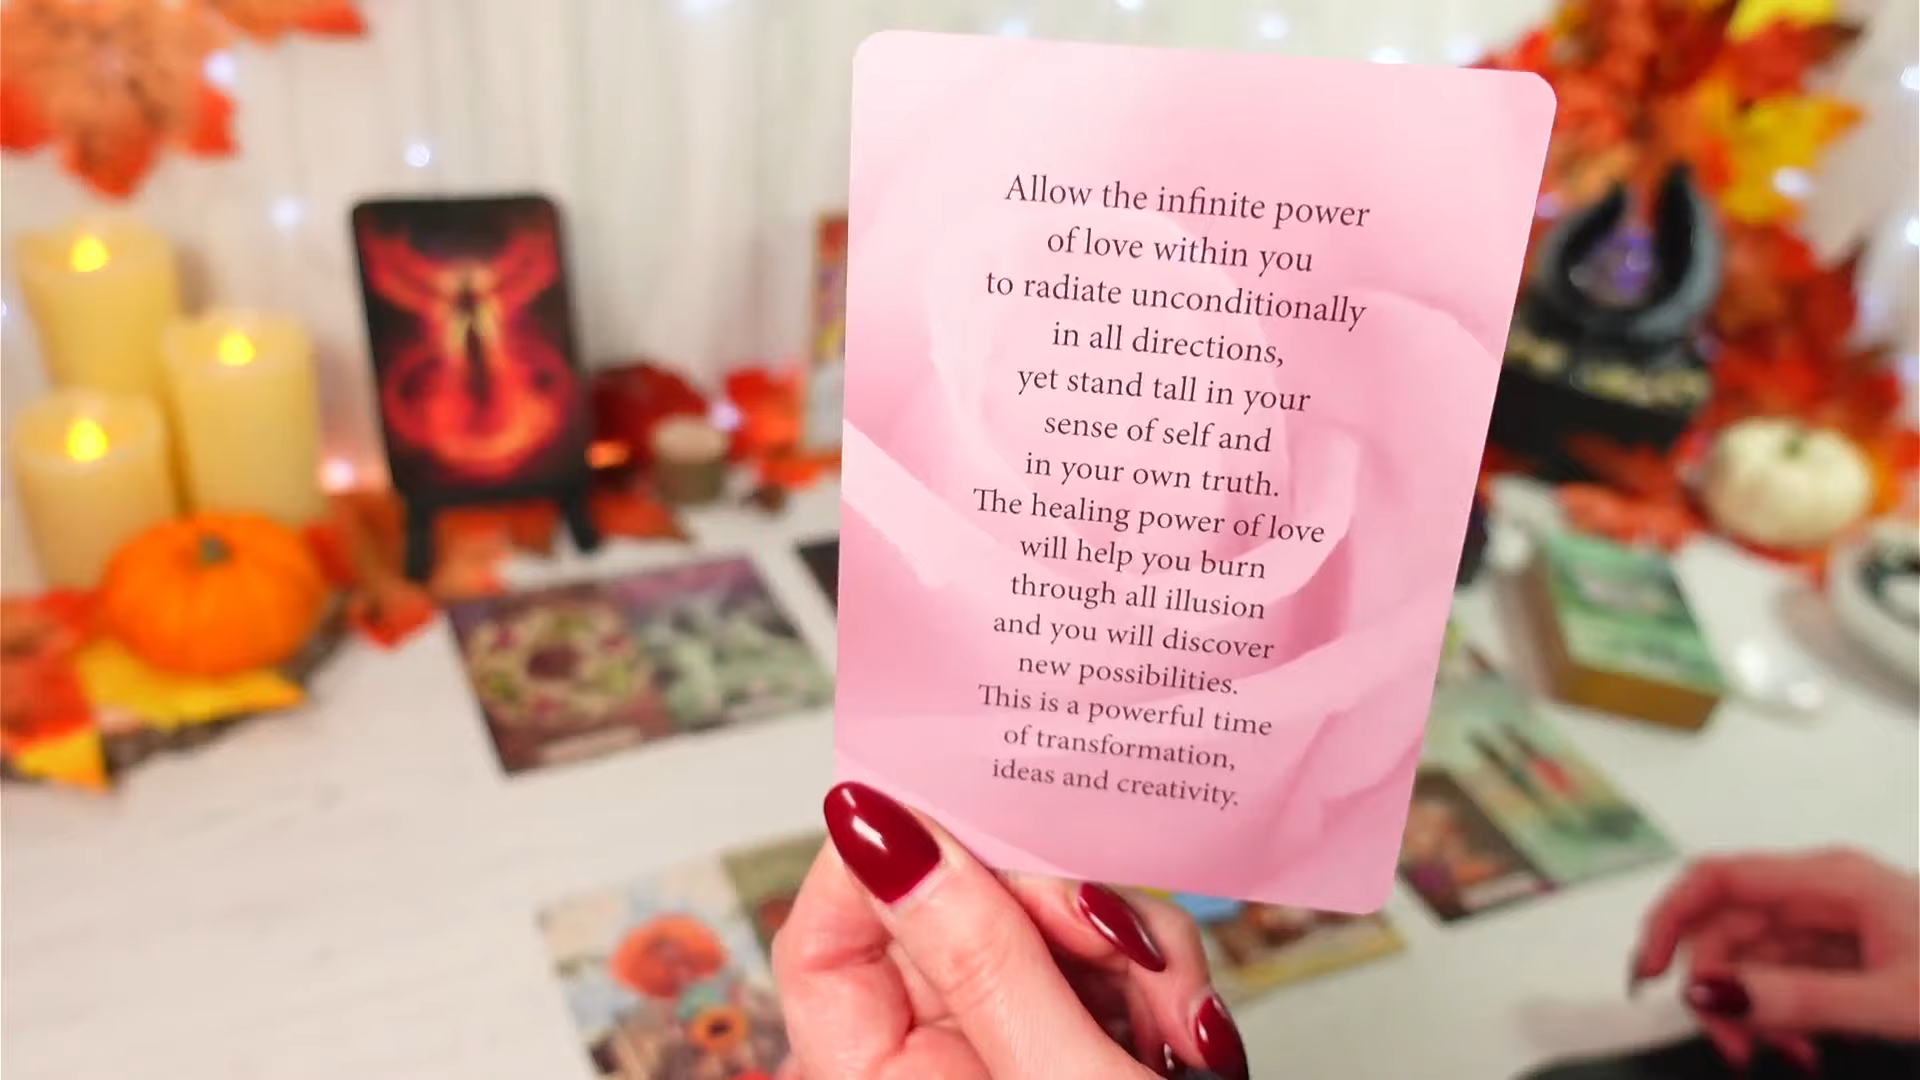 Allow the infinite power
of love within you
to radiate unconditionally
in all directions,
yet stand tall in your
sense of self and
in your own truth.
The healing power of love
will help you burn
through all illusion
and you will discover
new possibilities.
This is a powerful time
of transformation,
ideas and creativity.